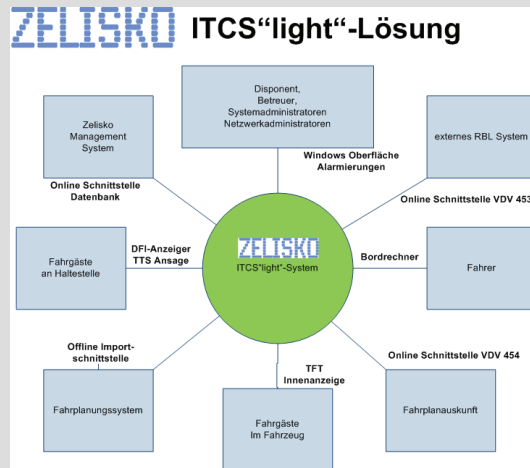 ZELISKO ITCS“light“-Lösung
Disponent,
Betreuer,
Systemadministratoren
Netzwerkadministratoren
Zelisko
Management
System
externes RBL System
Windows Oberfläche
Alarmierungen
Online Schnittstelle
Datenbank
Online Schnittstelle VDV 453
ZELISKO
ITCS“light“-System
Fahrgäste
an Haltestelle
DFI-Anzeiger
TTS Ansage
Bordrechner
Fahrer
Offline Import-
schnittstelle
TFT
Innenanzeige
Online Schnittstelle VDV 454
Fahrplanungssystem
Fahrgäste
Im Fahrzeug
Fahrplanauskunft